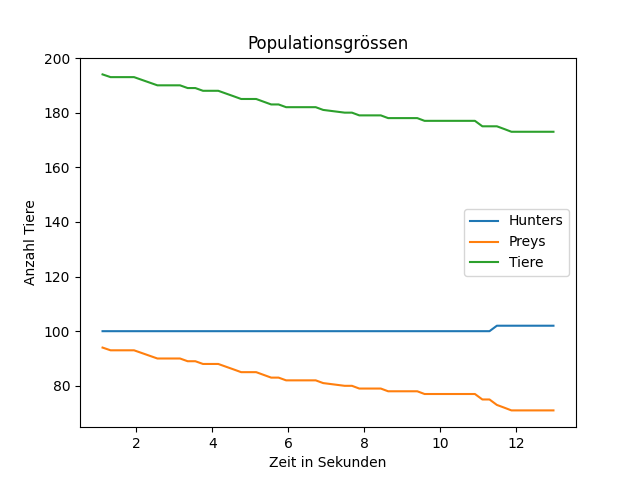 Populationsgrössen
200
180
160
140
120
100
80
Anzahl Tiere
Hunters
Preys
Tiere
2 4 6 8 10 12
Zeit in Sekunden